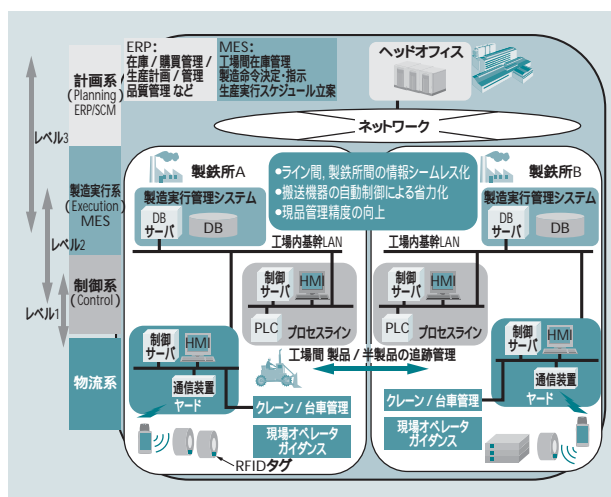 ERP:
在庫 / 購買管理 /
生産計画 / 管理
品質管理 など
MES:
工場間在庫管理
製造命令決定・指示
生産実行スケジュール立案
ヘッドオフィス
ネットワーク
計画系
(Planning)
ERP/SCM
レベル3
製造実行系
(Execution)
MES
レベル2
制御系
(Control)
レベル1
物流系
製鉄所A
製造実行管理システム
DB
サーバ
DB
工場内基幹LAN
●ライン間, 製鉄所間の情報シームレス化
●搬送機器の自動制御による省力化
●現品管理精度の向上
製鉄所B
製造実行管理システム
DB
サーバ
DB
工場内基幹LAN
制御
サーバ
HMI
PLC
プロセスライン
制御
サーバ
HMI
PLC
プロセスライン
工場間 製品 / 半製品の追跡管理
制御
サーバ
HMI
通信装置
ヤード
クレーン / 台車管理
現場オペレータ
ガイダンス
RFIDタグ
制御
サーバ
HMI
通信装置
ヤード
クレーン / 台車管理
現場オペレータ
ガイダンス